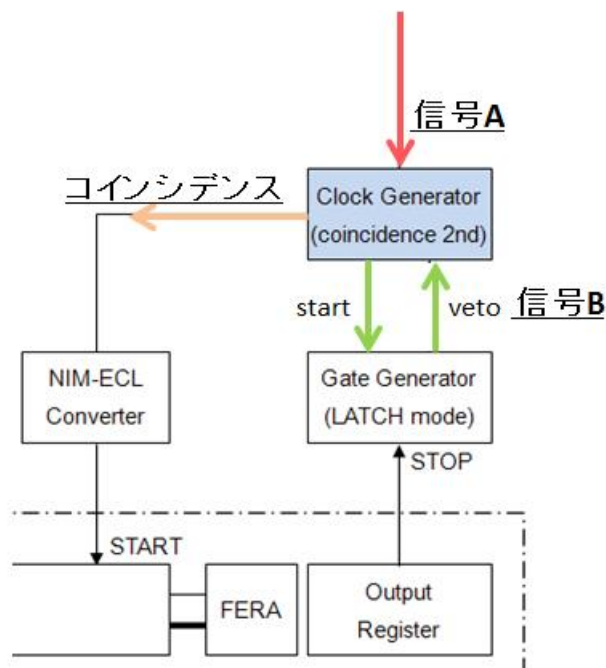 信号A
コインシデンス
Clock Generator
(coincidence 2nd)
start
veto 信号B
NIM-ECL
Converter
Gate Generator
(LATCH mode)
STOP
START
FERA
Output
Register